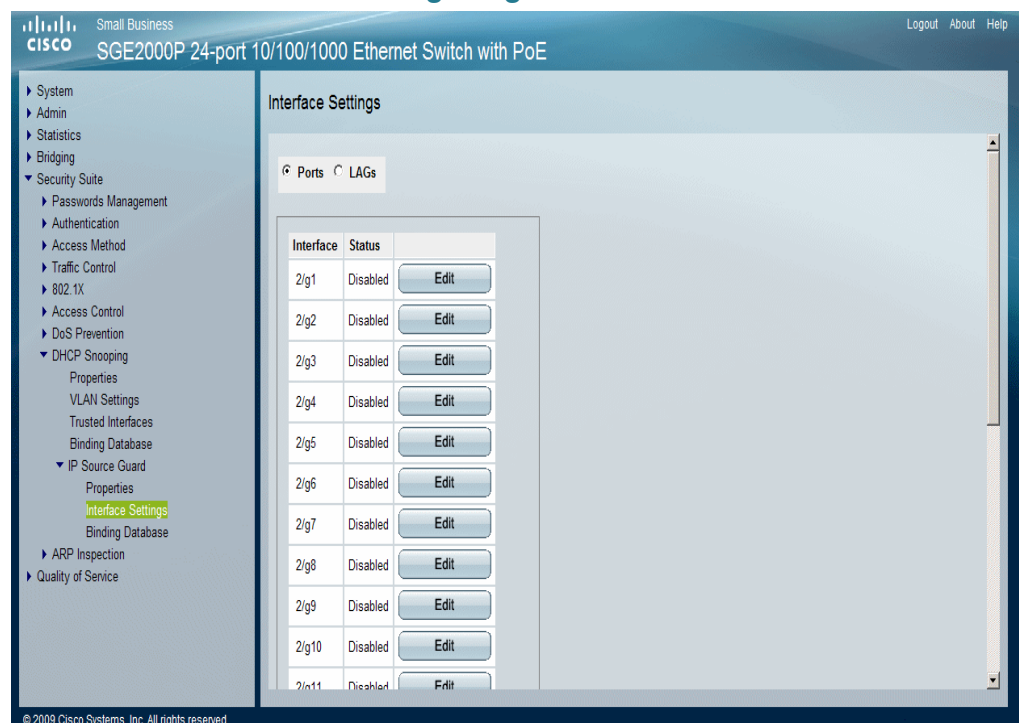 Small Business
CISCO
SGE2000P 24-port 10/100/1000 Ethernet Switch with PoE
Logout About Help
System
Admin
Statistics
Bridging
Security Suite
Passwords Management
Authentication
Access Method
Traffic Control
802.1X
Access Control
DoS Prevention
DHCP Snooping
Properties
VLAN Settings
Trusted Interfaces
Binding Database
IP Source Guard
Properties
Interface Settings
Binding Database
ARP Inspection
Quality of Service
Interface Settings
Ports LAGs
Interface Status
2/g1 Disabled Edit
2/g2 Disabled Edit
2/g3 Disabled Edit
2/g4 Disabled Edit
2/g5 Disabled Edit
2/g6 Disabled Edit
2/g7 Disabled Edit
2/g8 Disabled Edit
2/g9 Disabled Edit
2/g10 Disabled Edit
2/g11 Disabled Edit
© 2009 Cisco Systems, Inc. All rights reserved.